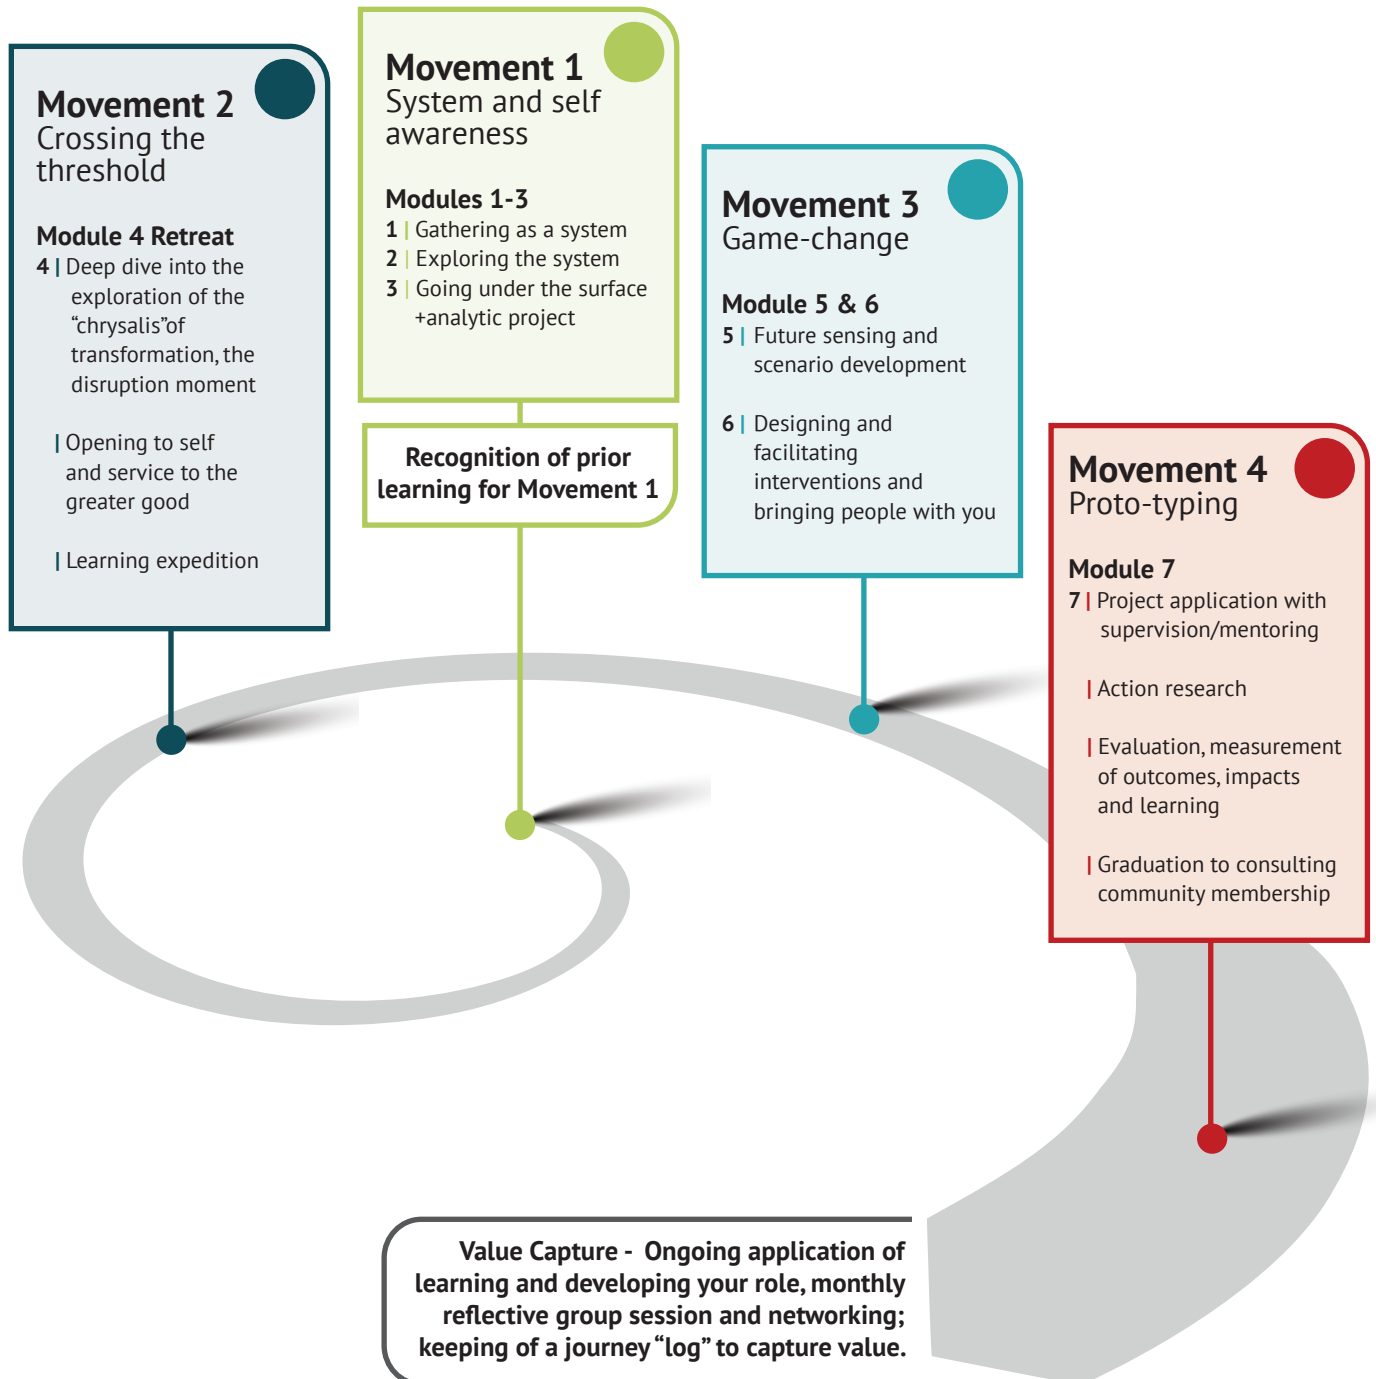 Movement 2
Crossing the
threshold
Module 4 Retreat
4 | Deep dive into the
exploration of the
“chrysalis”of
transformation, the
disruption moment
| Opening to self
and service to the
greater good
| Learning expedition
Movement 1
System and self
awareness
Modules 1-3
1 | Gathering as a system
2 | Exploring the system
3 | Going under the surface
+analytic project
Recognition of prior
learning for Movement 1
Movement 3
Game-change
Module 5 & 6
5 | Future sensing and
scenario development
6 | Designing and
facilitating
interventions and
bringing people with you
Movement 4
Proto-typing
Module 7
7 | Project application with
supervision/mentoring
| Action research
| Evaluation, measurement
of outcomes, impacts
and learning
| Graduation to consulting
community membership
Value Capture - Ongoing application of
learning and developing your role, monthly
reflective group session and networking;
keeping of a journey “log” to capture value.